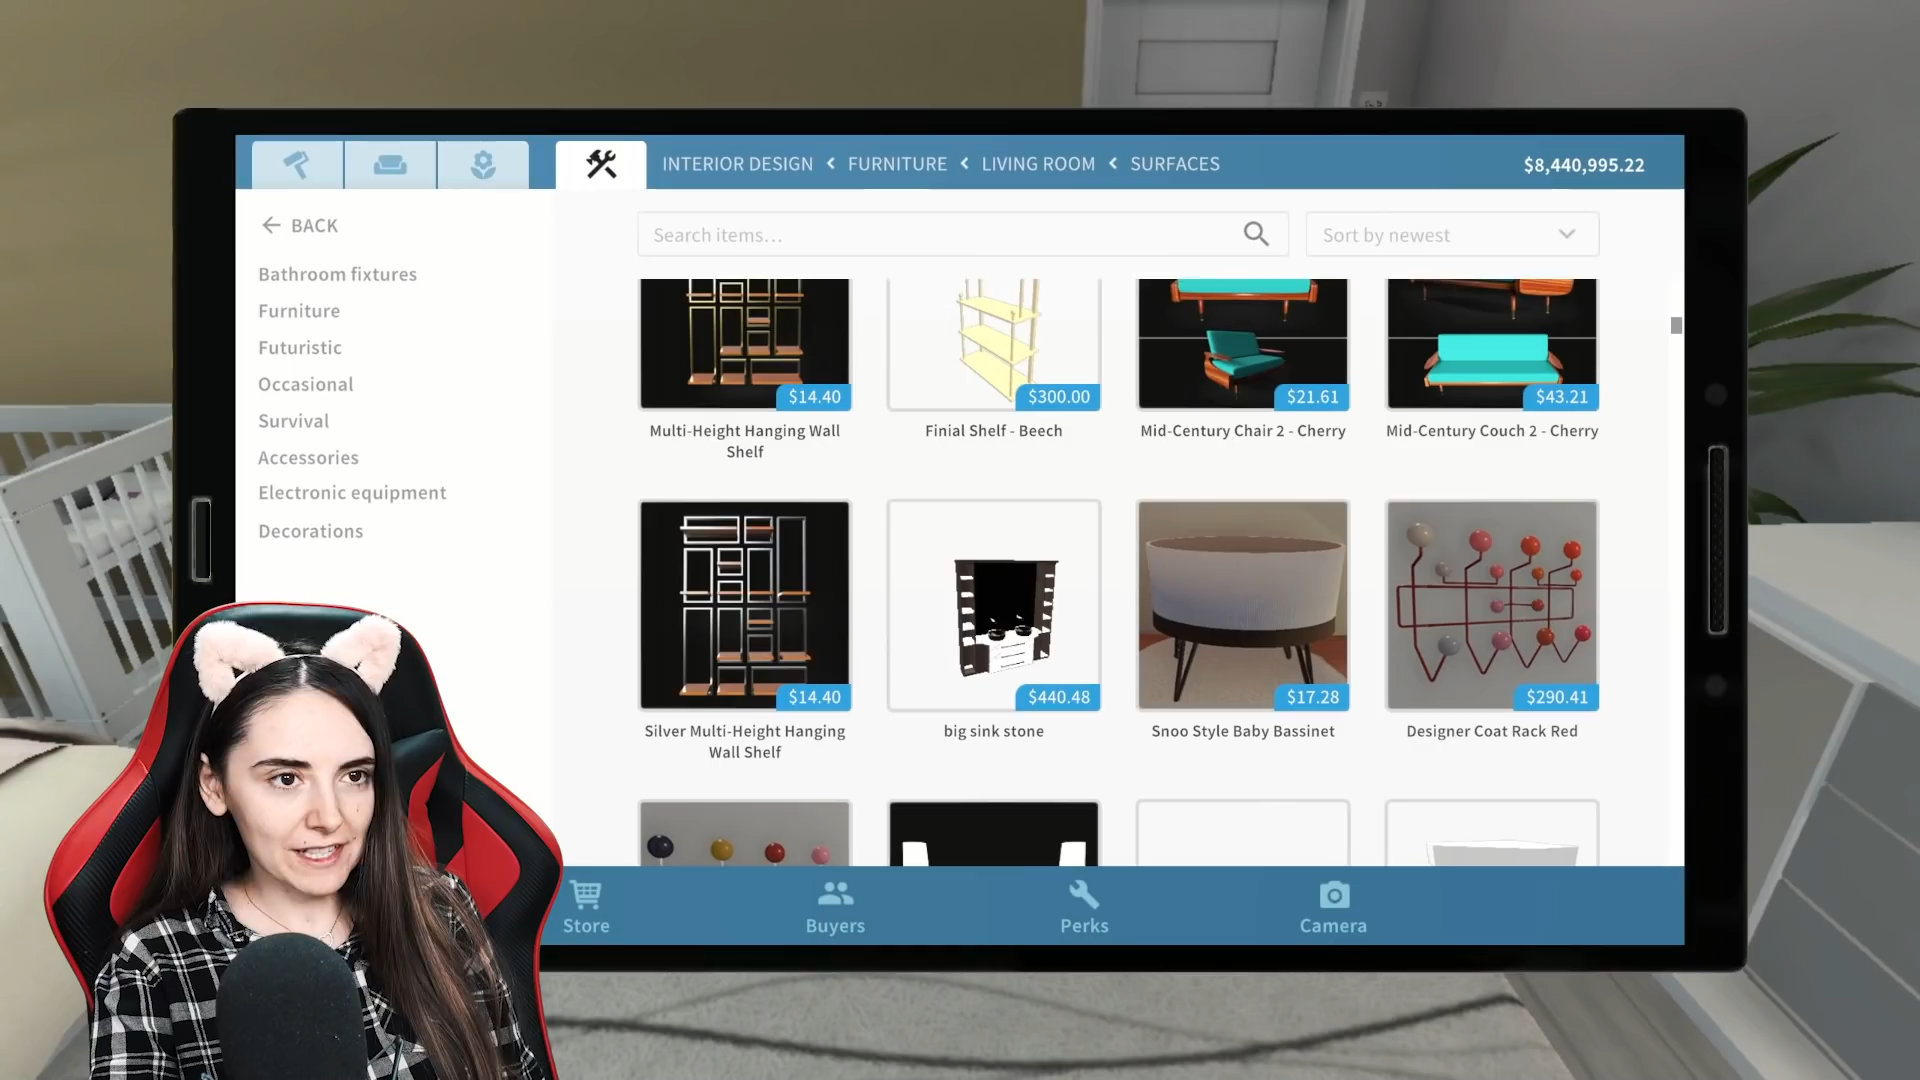 INTERIOR DESIGN < FURNITURE < LIVING ROOM < SURFACES
$8,440,995.22
BACK
Search items...
Sort by newest
Bathroom fixtures
Furniture
Futuristic
Occasional
Survival
Accessories
Electronic equipment
Decorations
$14.40
$300.00
$21.61
$43.21
Multi-Height Hanging Wall
Shelf
Finial Shelf - Beech
Mid-Century Chair 2 - Cherry
Mid-Century Couch 2 - Cherry
$14.40
$440.48
$17.28
$290.41
Silver Multi-Height Hanging
Wall Shelf
big sink stone
Snoo Style Baby Bassinet
Designer Coat Rack Red
Store
Buyers
Perks
Camera